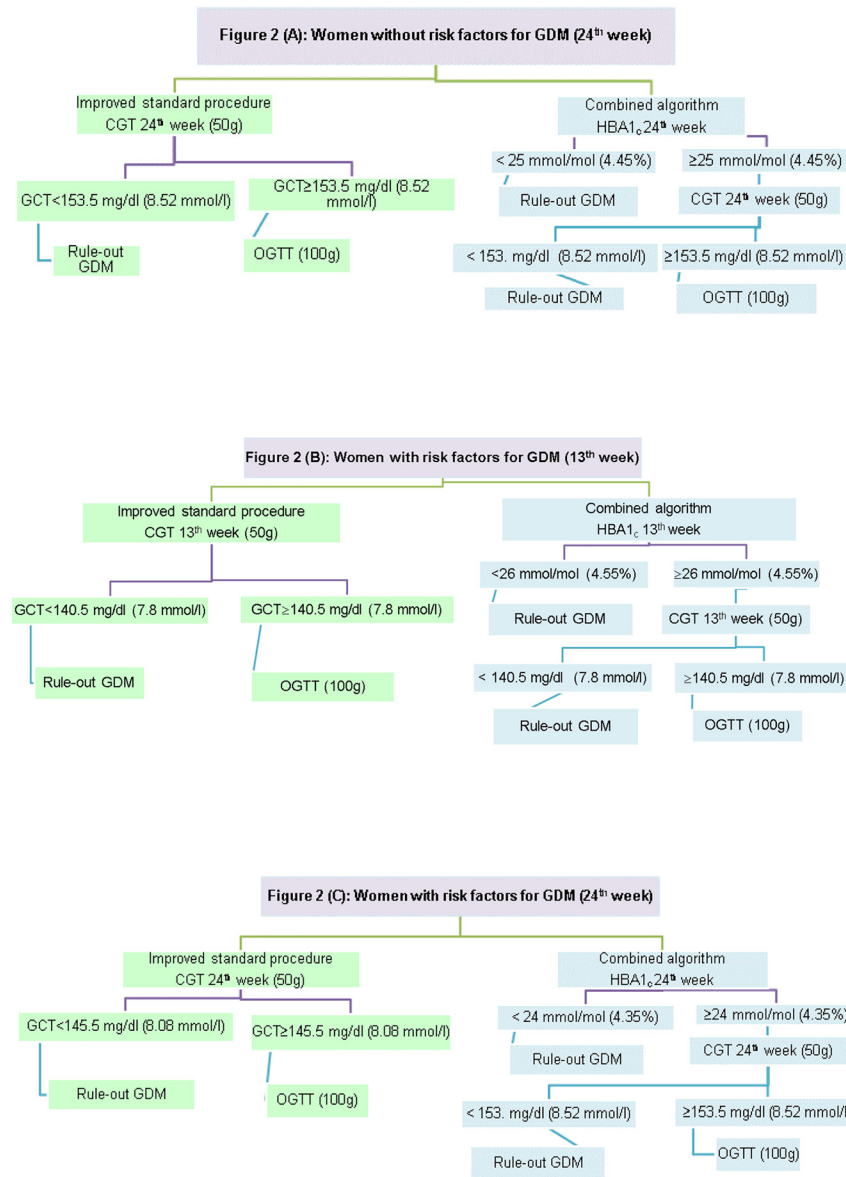 Figure 2 (A): Women without risk factors for GDM (24th week)
Improved standard procedure
CGT 24th week (50g)
GCT<153.5 mg/dl (8.52 mmol/l)
Rule-out
GDM
GCT≥153.5 mg/dl (8.52
mmol/l)
OGTT (100g)
Combined algorithm
HBA1c 24th week
< 25 mmol/mol (4.45%)
Rule-out GDM
≥25 mmol/mol (4.45%)
CGT 24th week (50g)
< 153. mg/dl (8.52 mmol/l)
Rule-out GDM
≥153.5 mg/dl (8.52 mmol/l)
OGTT (100g)
Figure 2 (B): Women with risk factors for GDM (13th week)
Improved standard procedure
CGT 13th week (50g)
GCT<140.5 mg/dl (7.8 mmol/l)
Rule-out GDM
GCT≥140.5 mg/dl (7.8 mmol/l)
OGTT (100g)
Combined algorithm
HBA1c 13th week
<26 mmol/mol (4.55%)
Rule-out GDM
≥26 mmol/mol (4.55%)
CGT 13th week (50g)
< 140.5 mg/dl (7.8 mmol/l)
Rule-out GDM
≥140.5 mg/dl (7.8 mmol/l)
OGTT (100g)
Figure 2 (C): Women with risk factors for GDM (24th week)
Improved standard procedure
CGT 24th week (50g)
GCT<145.5 mg/dl (8.08 mmol/l)
Rule-out GDM
GCT≥145.5 mg/dl (8.08 mmol/l)
OGTT (100g)
Combined algorithm
HBA1c 24th week
< 24 mmol/mol (4.35%)
Rule-out GDM
≥24 mmol/mol (4.35%)
CGT 24th week (50g)
< 153. mg/dl (8.52 mmol/l)
Rule-out GDM
≥153.5 mg/dl (8.52 mmol/l
OGTT (100g)